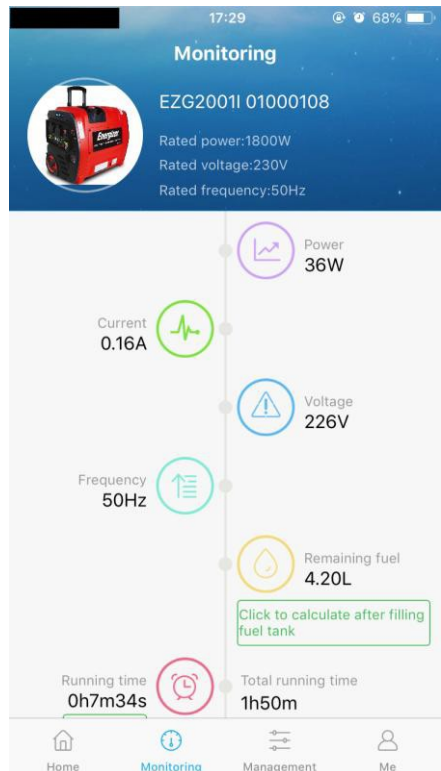 17:29
68%
Monitoring
Energizer
EZG2001I 01000108
Rated power:1800W
Rated voltage:230V
Rated frequency:50Hz
Power
36W
Current
0.16A
Voltage
226V
Frequency
50Hz
Remaining fuel
4.20L
Click to calculate after filling
fuel tank
Running time
0h7m34s
Total running time
1h50m
Home
Monitoring
Management
Me